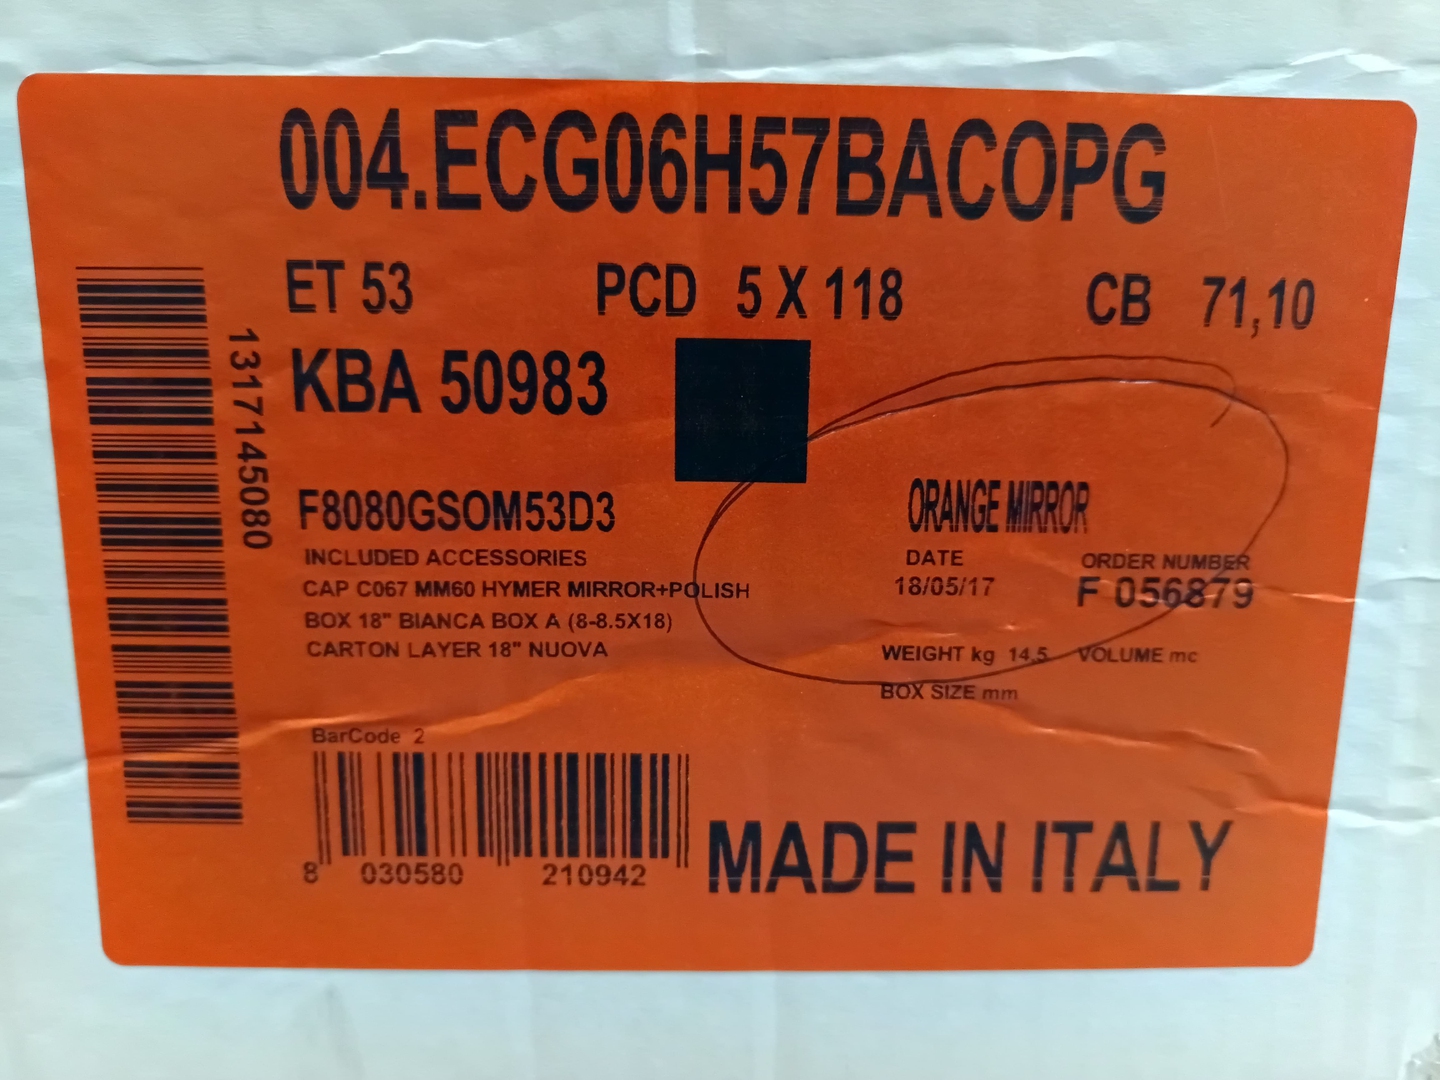 004.ECG06H57BACOPG
ET 53 PCD 5 X 118 CB 71,10
KBA 50983
1317145080
F8080GSOM53D3
ORANGE MIRROR
INCLUDED ACCESSORIES
CAP C067 MM60 HYMER MIRROR+POLISH
BOX 18" BIANCA BOX A (8-8.5X18)
CARTON LAYER 18" NUOVA
DATE ORDER NUMBER
18/05/17 F 056879
WEIGHT kg 14,5 VOLUME mc
BOX SIZE mm
BarCode 2
8 030580 210942
MADE IN ITALY